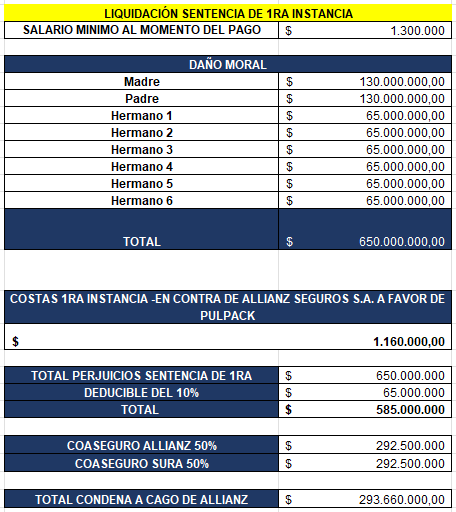 LIQUIDACIÓN SENTENCIA DE 1RA INSTANCIA
SALARIO MINIMO AL MOMENTO DEL PAGO $ 1.300.000
DAÑO MORAL
Madre $ 130.000.000,00
Padre $ 130.000.000,00
Hermano 1 $ 65.000.000,00
Hermano 2 $ 65.000.000,00
Hermano 3 $ 65.000.000,00
Hermano 4 $ 65.000.000,00
Hermano 5 $ 65.000.000,00
Hermano 6 $ 65.000.000,00
TOTAL $ 650.000.000,00
COSTAS 1RA INSTANCIA -EN CONTRA DE ALLIANZ SEGUROS S.A. A FAVOR DE
PULPACK
$ 1.160.000,00
TOTAL PERJUICIOS SENTENCIA DE 1RA $ 650.000.000
DEDUCIBLE DEL 10% $ 65.000.000
TOTAL $ 585.000.000
COASEGURO ALLIANZ 50% $ 292.500.000
COASEGURO SURA 50% $ 292.500.000
TOTAL CONDENA A CAGO DE ALLIANZ $ 293.660.000,00